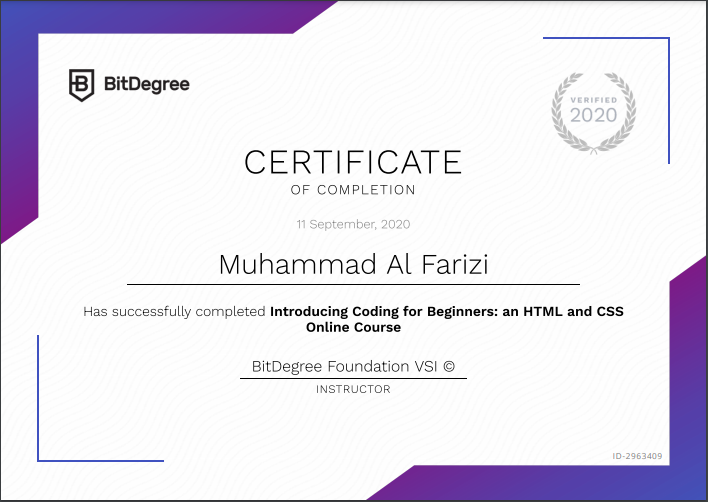 BitDegree
VERIFIED
2020
CERTIFICATE
OF COMPLETION
11 September, 2020
Muhammad Al Farizi
Has successfully completed Introducing Coding for Beginners: an HTML and CSS
Online Course
BitDegree Foundation VSI ©
INSTRUCTOR
ID-2963409